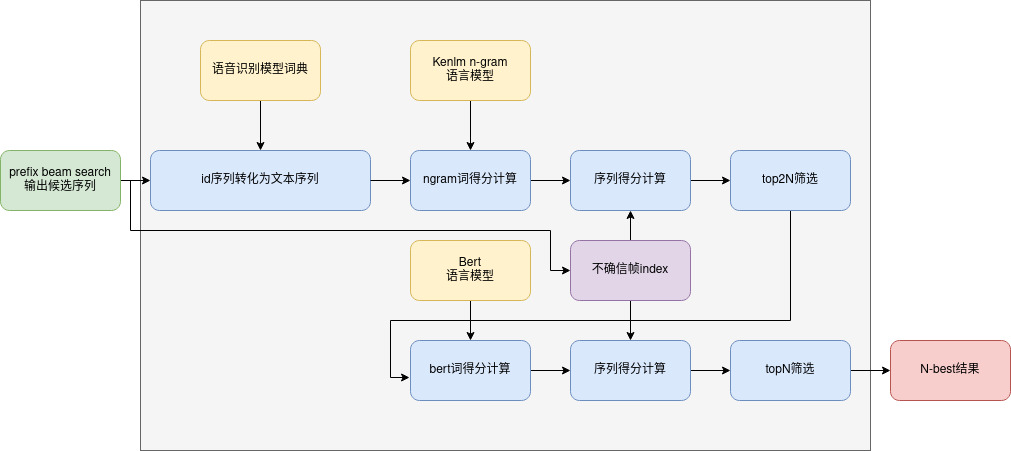 语音识别模型词典
Kenlm n-gram
语言模型
prefix beam search
输出候选序列
id序列转化为文本序列
ngram词得分计算
序列得分计算
top2N筛选
Bert
语言模型
不确信帧index
bert词得分计算
序列得分计算
topN筛选
N-best结果